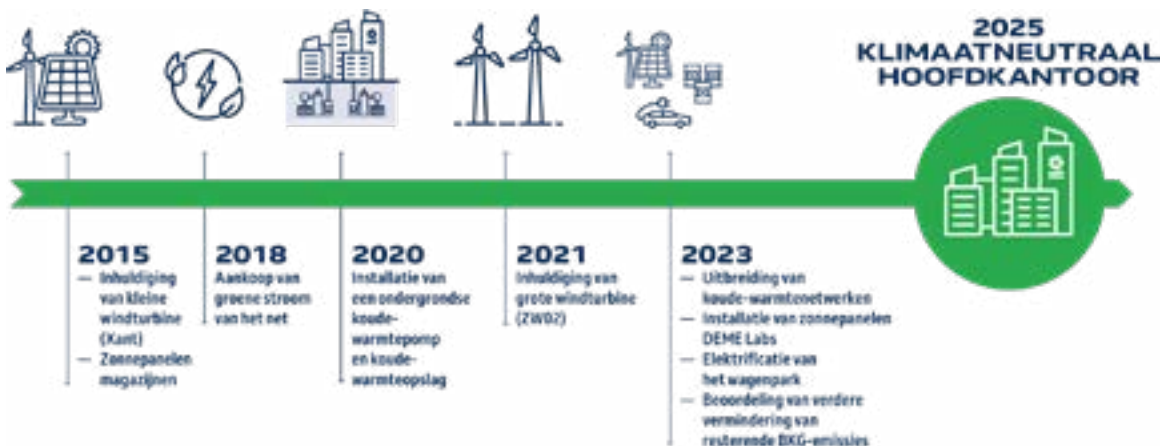 2025
KLIMAATNEUTRAAL
HOOFDKANTOOR
2015
— Inhuldiging
van kleine
windturbine
(Xant)
— Zonnepanelen
magazijnen
2018
Aankoop van
groene stroom
van het net
2020
Installatie van
een ondergrondse
koude-
warmtepomp
en koude-
warmteopslag
2021
Inhuldiging van
grote windturbine
(ZW02)
2023
— Uitbreiding van
koude-warmtenetwerken
— Installatie van zonnepanelen
DEME Labs
— Elektrificatie van
het wagenpark
— Beoordeling van verdere
vermindering van
resterende BKG-emissies